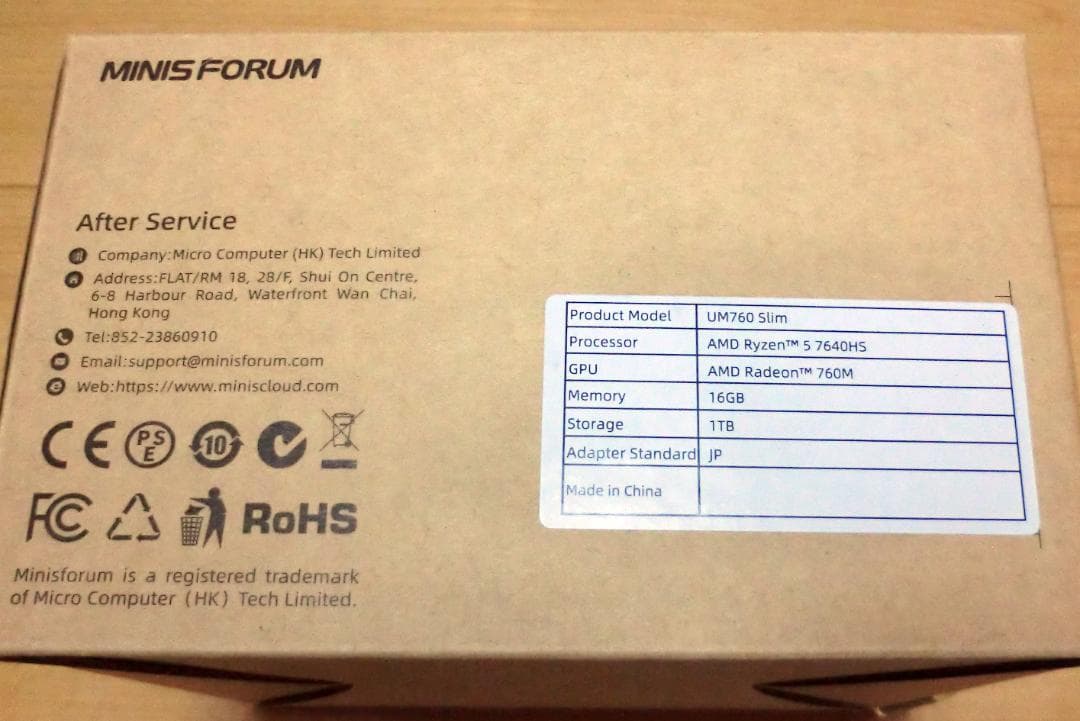 MINISFORUM
After Service
Company:Micro Computer (HK) Tech Limited
Address:FLAT/RM 18, 28/F, Shui On Centre,
6-8 Harbour Road, Waterfront Wan Chai,
Hong Kong
Tel:852-23860910
Email:support@minisforum.com
Web:https://www.miniscloud.com
CE PSE 10
FC RoHS
Minisforum is a registered trademark
of Micro Computer (HK) Tech Limited.
Product Model UM760 Slim
Processor AMD Ryzen™ 5 7640HS
GPU AMD Radeon™ 760M
Memory 16GB
Storage 1TB
Adapter Standard JP
Made in China